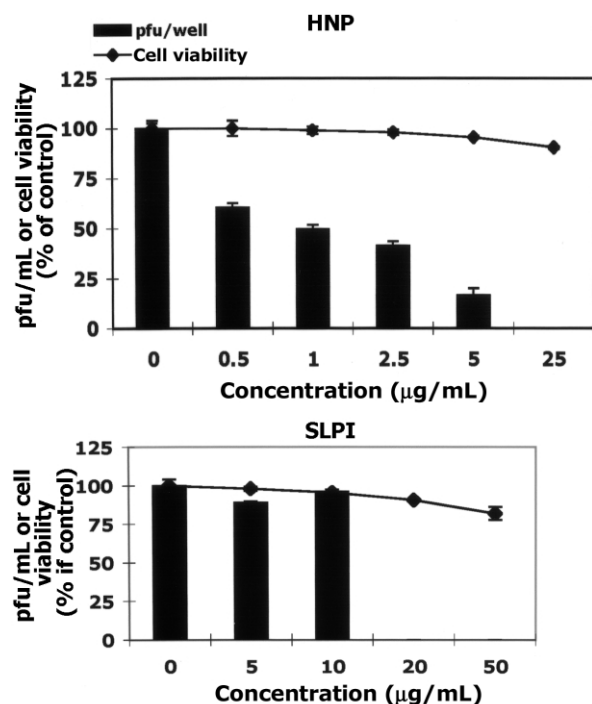 HNP
pfu/well
Cell viability
125
100
75
50
25
0
pfu/mL or cell viability
(% of control)
0 0.5 1 2.5 5 25
Concentration (μg/mL)
SLPI
125
100
75
50
25
0
pfu/mL or cell
viability
(% if control)
0 5 10 20 50
Concentration (μg/mL)